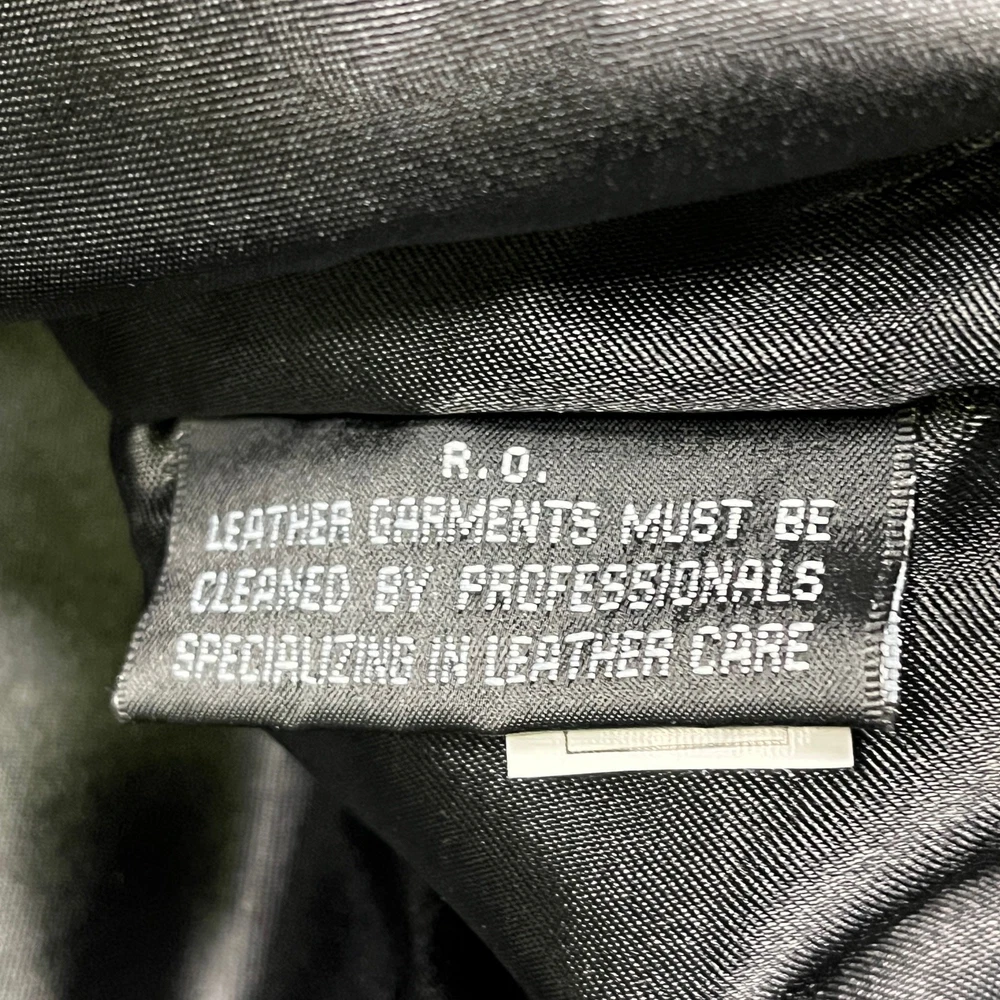 R.O.
LEATHER GARMENTS MUST BE
CLEANED BY PROFESSIONALS
SPECIALIZING IN LEATHER CARE